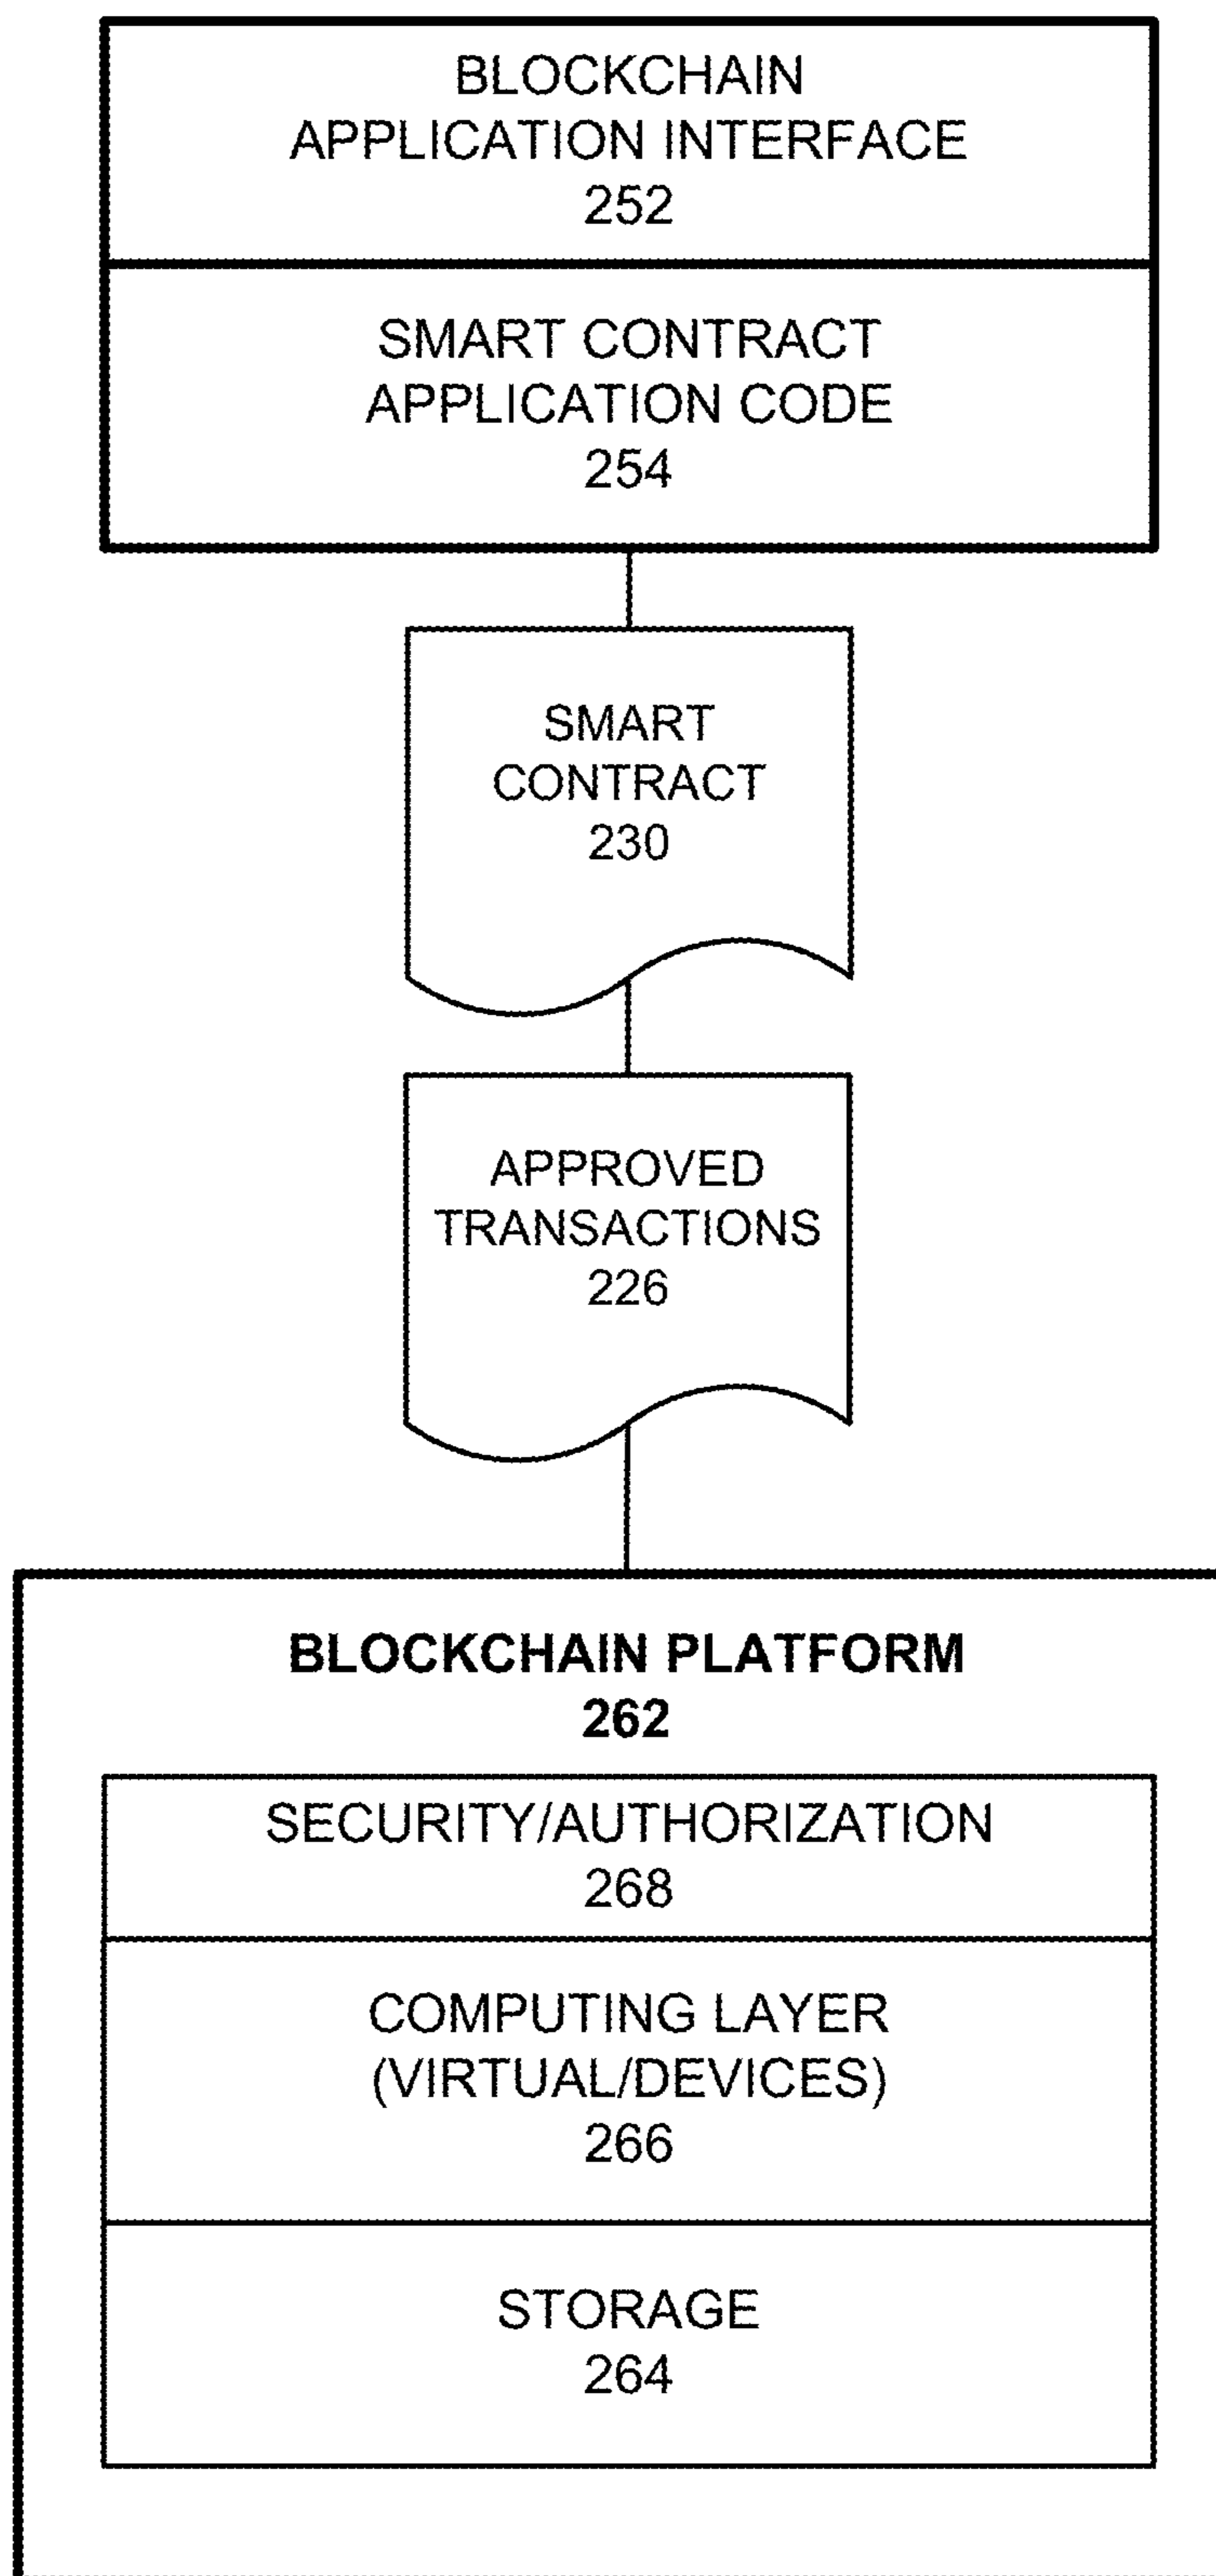 BLOCKCHAIN
APPLICATION INTERFACE
252
SMART CONTRACT
APPLICATION CODE
254
SMART
CONTRACT
230
APPROVED
TRANSACTIONS
226
BLOCKCHAIN PLATFORM
262
SECURITY/AUTHORIZATION
268
COMPUTING LAYER
(VIRTUAL/DEVICES)
266
STORAGE
264